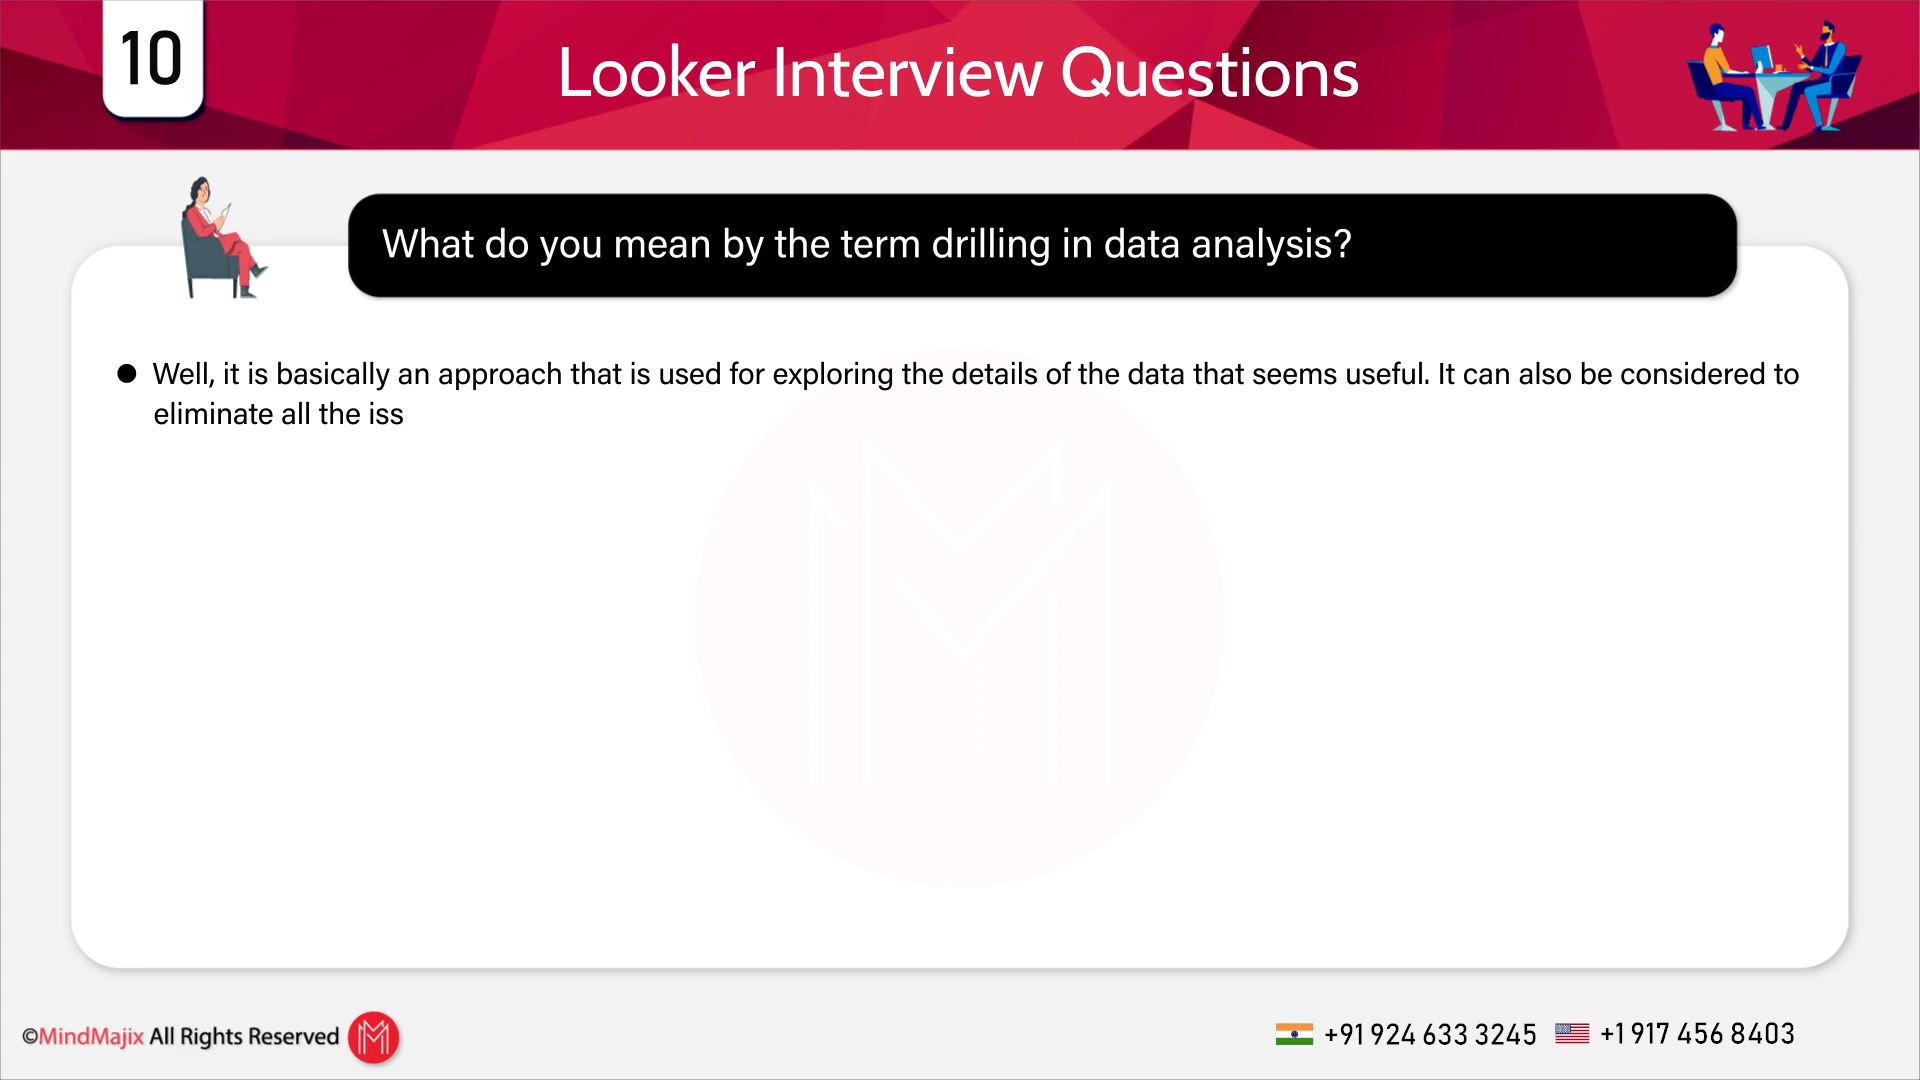 10
Looker Interview Questions
What do you mean by the term drilling in data analysis?
● Well, it is basically an approach that is used for exploring the details of the data that seems useful. It can also be considered to
eliminate all the iss
©MindMajix All Rights Reserved
+91 924 633 3245
+1 917 456 8403